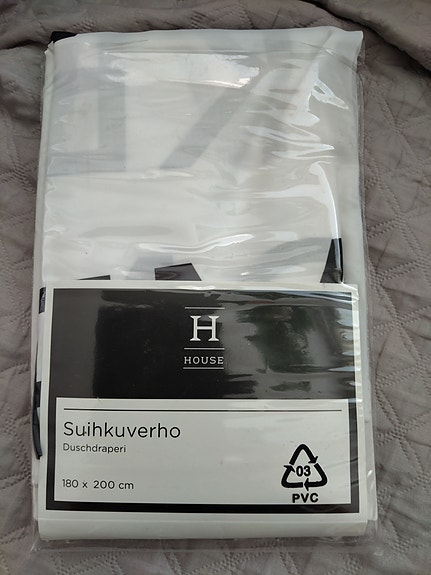 H
HOUSE
Suihkuverho
Duschdraperi
180 x 200 cm
03
PVC